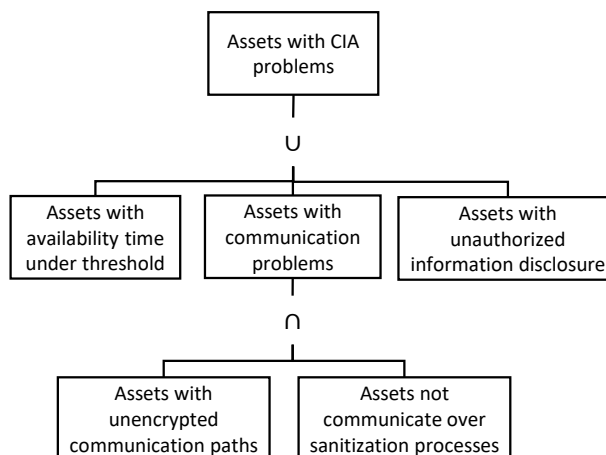 Assets with CIA
problems
∪
Assets with
availability time
under threshold
Assets with
communication
problems
Assets with
unauthorized
information disclosure
∩
Assets with
unencrypted
communication paths
Assets not
communicate over
sanitization processes